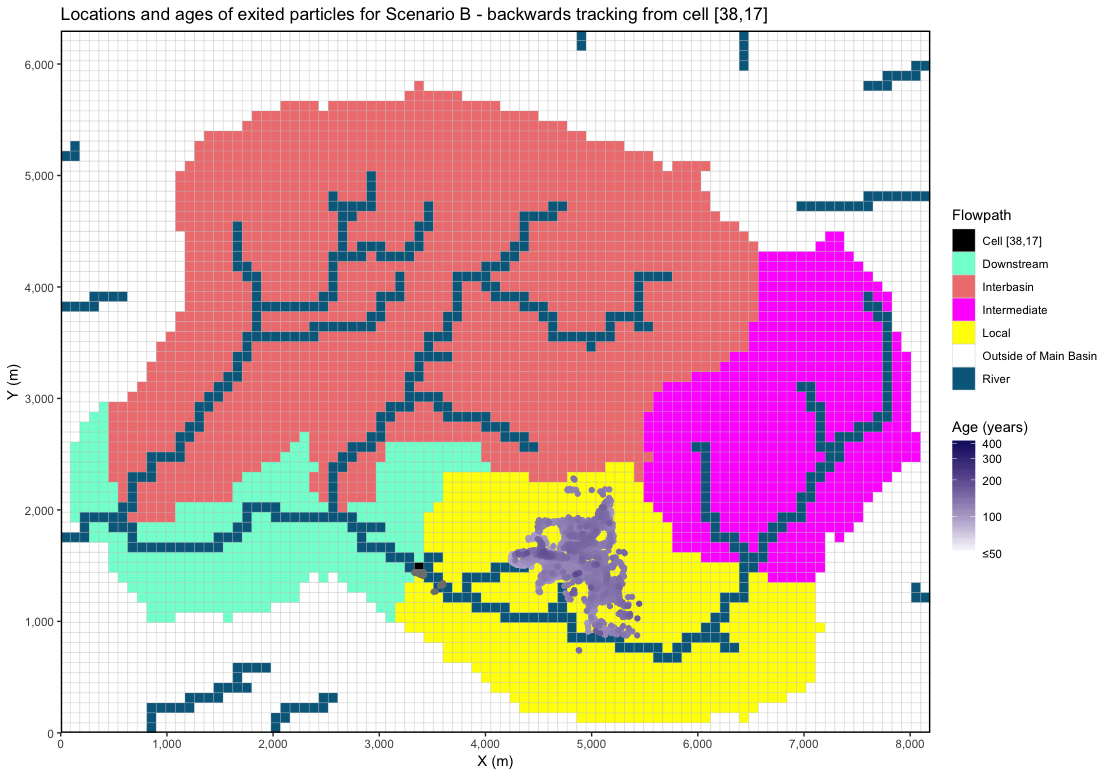 Locations and ages of exited particles for Scenario B - backwards tracking from cell [38,17]
6,000
5,000
4,000
3,000
2,000
1,000
0
Y (m)
0
1,000
2,000
3,000
4,000
5,000
6,000
7,000
8,000
X (m)
Flowpath
Cell [38,17]
Downstream
Interbasin
Intermediate
Local
Outside of Main Basin
River
Age (years)
400
300
200
100
≤50